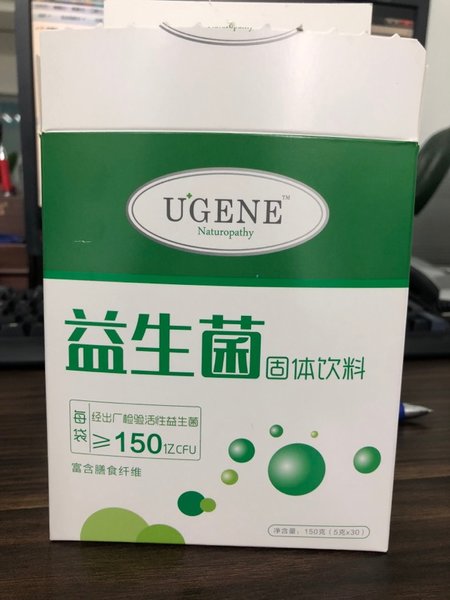 Naturopathy
U'GENE™
Naturopathy
益生菌 固体饮料
每袋
经出厂检验活性益生菌
≥150亿CFU
富含膳食纤维
净含量：150克（5克x30）